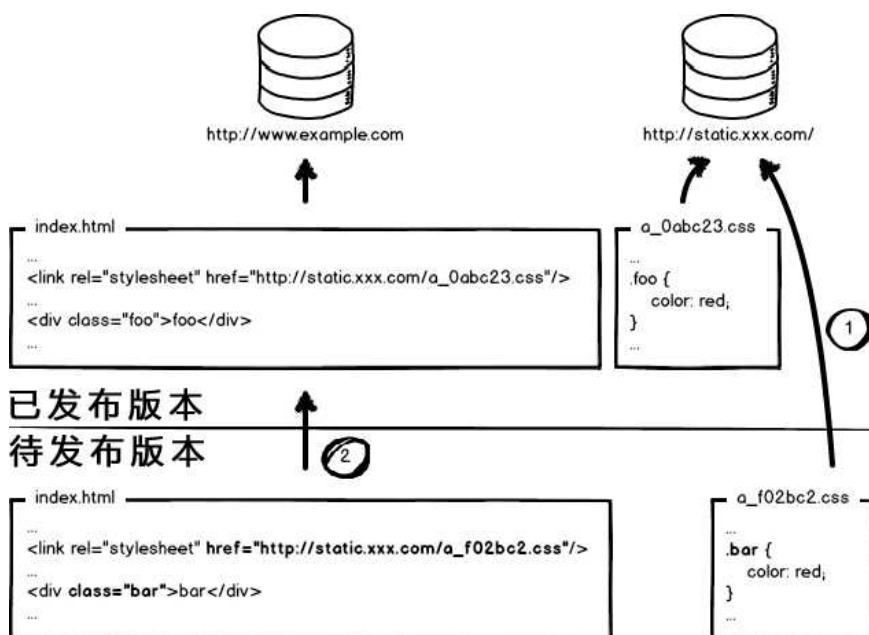 http://www.example.com
http://static.xxx.com/
index.html
...
<link rel="stylesheet" href="http://static.xxx.com/a_0abc23.css"/>
...
<div class="foo">foo</div>
...
a_0abc23.css
...
.foo {
color: red;
}
...
1
已发布版本
待发布版本
2
index.html
...
<link rel="stylesheet" href="http://static.xxx.com/a_f02bc2.css"/>
...
<div class="bar">bar</div>
...
a_f02bc2.css
...
.bar {
color: red;
}
...